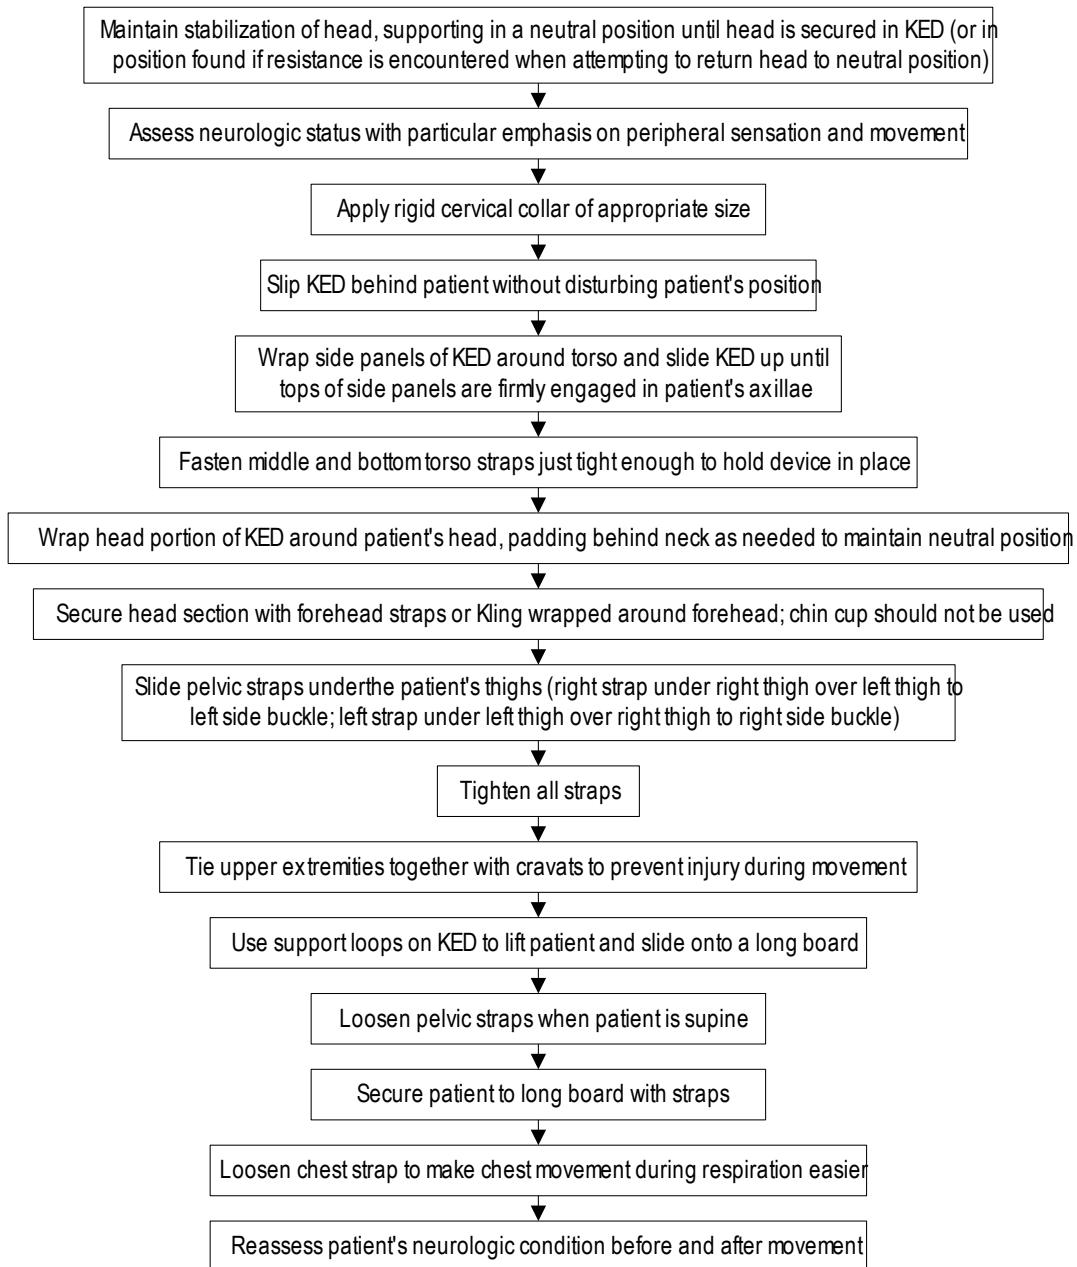 Maintain stabilization of head, supporting in a neutral position until head is secured in KED (or in
position found if resistance is encountered when attempting to return head to neutral position)
Assess neurologic status with particular emphasis on peripheral sensation and movement
Apply rigid cervical collar of appropriate size
Slip KED behind patient without disturbing patient's position
Wrap side panels of KED around torso and slide KED up until
tops of side panels are firmly engaged in patient's axillae
Fasten middle and bottom torso straps just tight enough to hold device in place
Wrap head portion of KED around patient's head, padding behind neck as needed to maintain neutral position
Secure head section with forehead straps or Kling wrapped around forehead; chin cup should not be used
Slide pelvic straps underthe patient's thighs (right strap under right thigh over left thigh to
left side buckle; left strap under left thigh over right thigh to right side buckle)
Tighten all straps
Tie upper extremities together with cravats to prevent injury during movement
Use support loops on KED to lift patient and slide onto a long board
Loosen pelvic straps when patient is supine
Secure patient to long board with straps
Loosen chest strap to make chest movement during respiration easier
Reassess patient's neurologic condition before and after movement